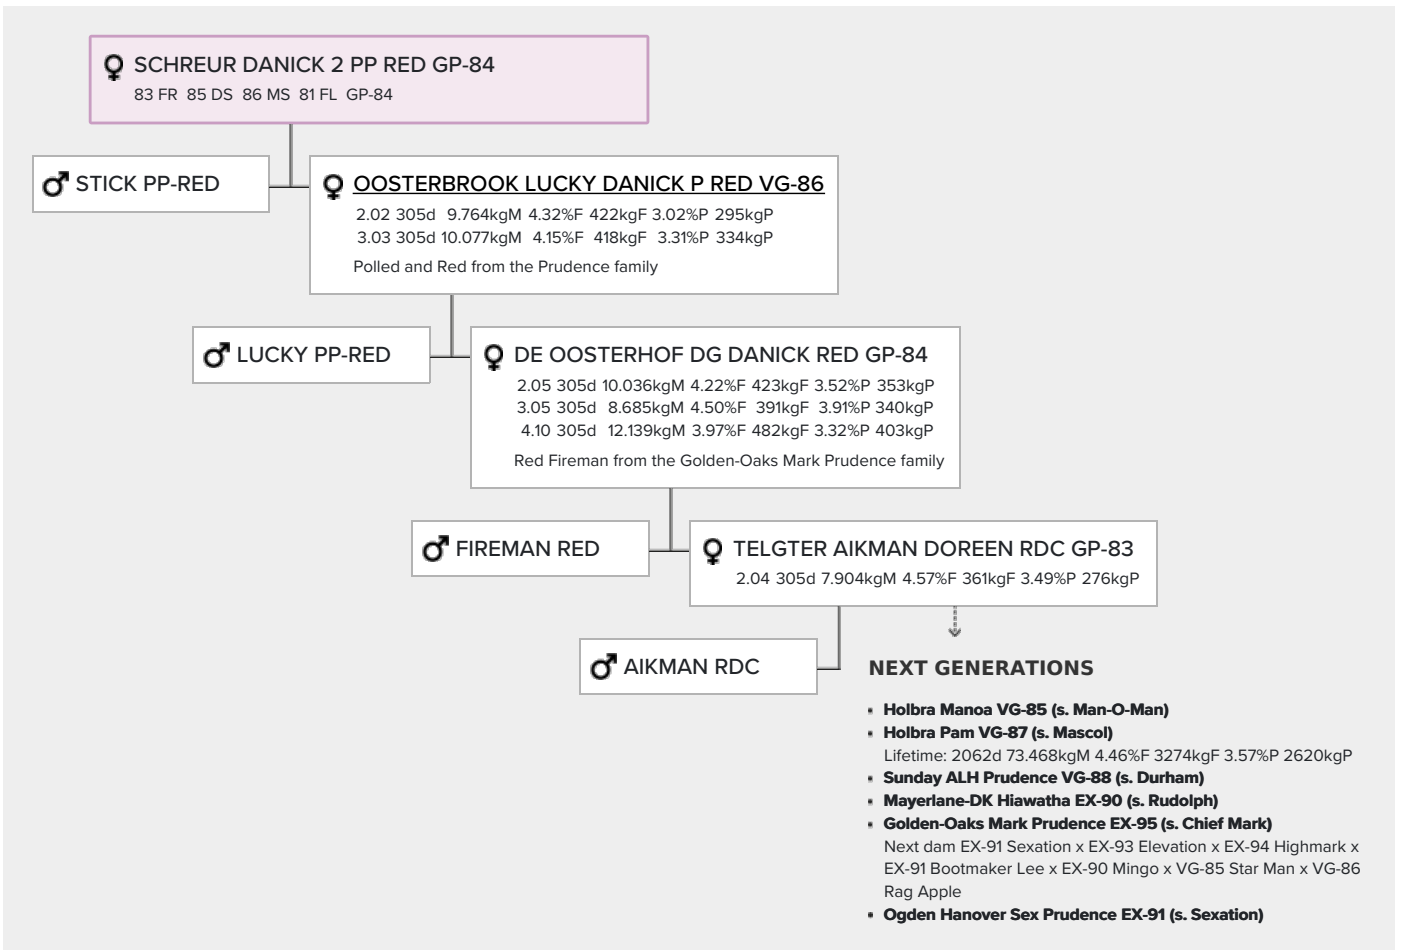 SCHREUR DANICK 2 PP RED GP-84
83 FR 85 DS 86 MS 81 FL GP-84
STICK PP-RED
OOSTERBROOK LUCKY DANICK P RED VG-86
2.02 305d 9.764kgM 4.32%F 422kgF 3.02%P 295kgP
3.03 305d 10.077kgM 4.15%F 418kgF 3.31%P 334kgP
Polled and Red from the Prudence family
LUCKY PP-RED
DE OOSTERHOF DG DANICK RED GP-84
2.05 305d 10.036kgM 4.22%F 423kgF 3.52%P 353kgP
3.05 305d 8.685kgM 4.50%F 391kgF 3.91%P 340kgP
4.10 305d 12.139kgM 3.97%F 482kgF 3.32%P 403kgP
Red Fireman from the Golden-Oaks Mark Prudence family
FIREMAN RED
TELGTER AIKMAN DOREEN RDC GP-83
2.04 305d 7.904kgM 4.57%F 361kgF 3.49%P 276kgP
AIKMAN RDC
NEXT GENERATIONS
Holbra Manoa VG-85 (s. Man-O-Man)
Holbra Pam VG-87 (s. Mascol)
Lifetime: 2062d 73.468kgM 4.46%F 3274kgF 3.57%P 2620kgP
Sunday ALH Prudence VG-88 (s. Durham)
Mayerlane-DK Hiawatha EX-90 (s. Rudolph)
Golden-Oaks Mark Prudence EX-95 (s. Chief Mark)
Next dam EX-91 Sexation x EX-93 Elevation x EX-94 Highmark x
EX-91 Bootmaker Lee x EX-90 Mingo x VG-85 Star Man x VG-86
Rag Apple
Ogden Hanover Sex Prudence EX-91 (s. Sexation)